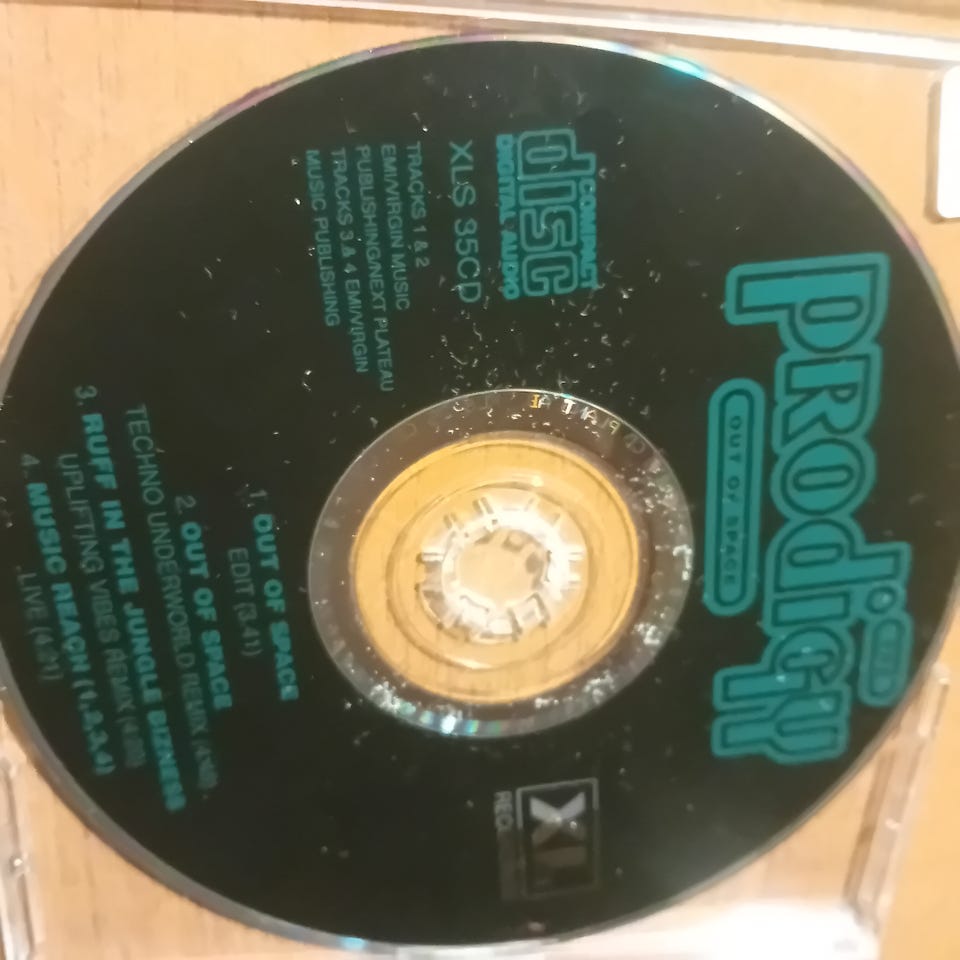 THE
PRODIGY
OUT OF SPACE
COMPACT
disc
DIGITAL AUDIO
XLS 35CD
TRACKS 1 & 2
EMI/VIRGIN MUSIC
PUBLISHING/NEXT PLATEAU
TRACKS 3 & 4 EMI/VIRGIN
MUSIC PUBLISHING
XL
1. OUT OF SPACE
EDIT (3.41)
2. OUT OF SPACE
TECHNO UNDERWORLD REMIX
3. RUFF IN THE JUNGLE BIZNESS
UPLIFTING VIBES REMIX
4. MUSIC REACH (1,2,3,4)
LIVE (4.21)